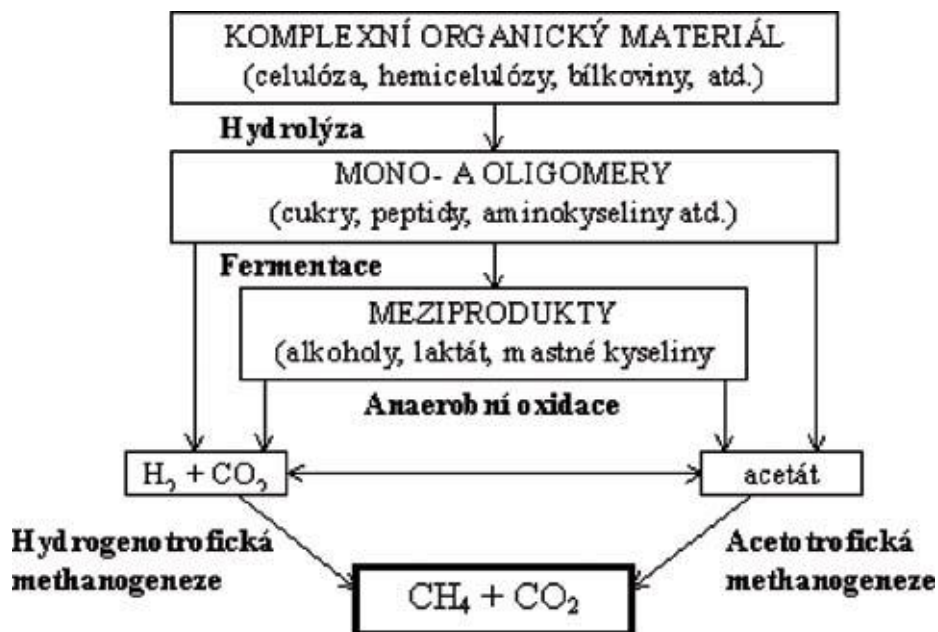 KOMPLEXNÍ ORGANICKÝ MATERIÁL
(celulóza, hemicelulózy, bílkoviny, atd.)
Hydrolýza
MONO- A OLIGOMERY
(cukry, peptidy, aminokyseliny atd.)
Fermentace
MEZIPRODUKTY
(alkoholy, laktát, mastné kyseliny
Anaerobní oxidace
H₂ + CO₂
acetát
Hydrogenotrofická
methanogeneze
Acetotrofická
methanogeneze
CH₄ + CO₂